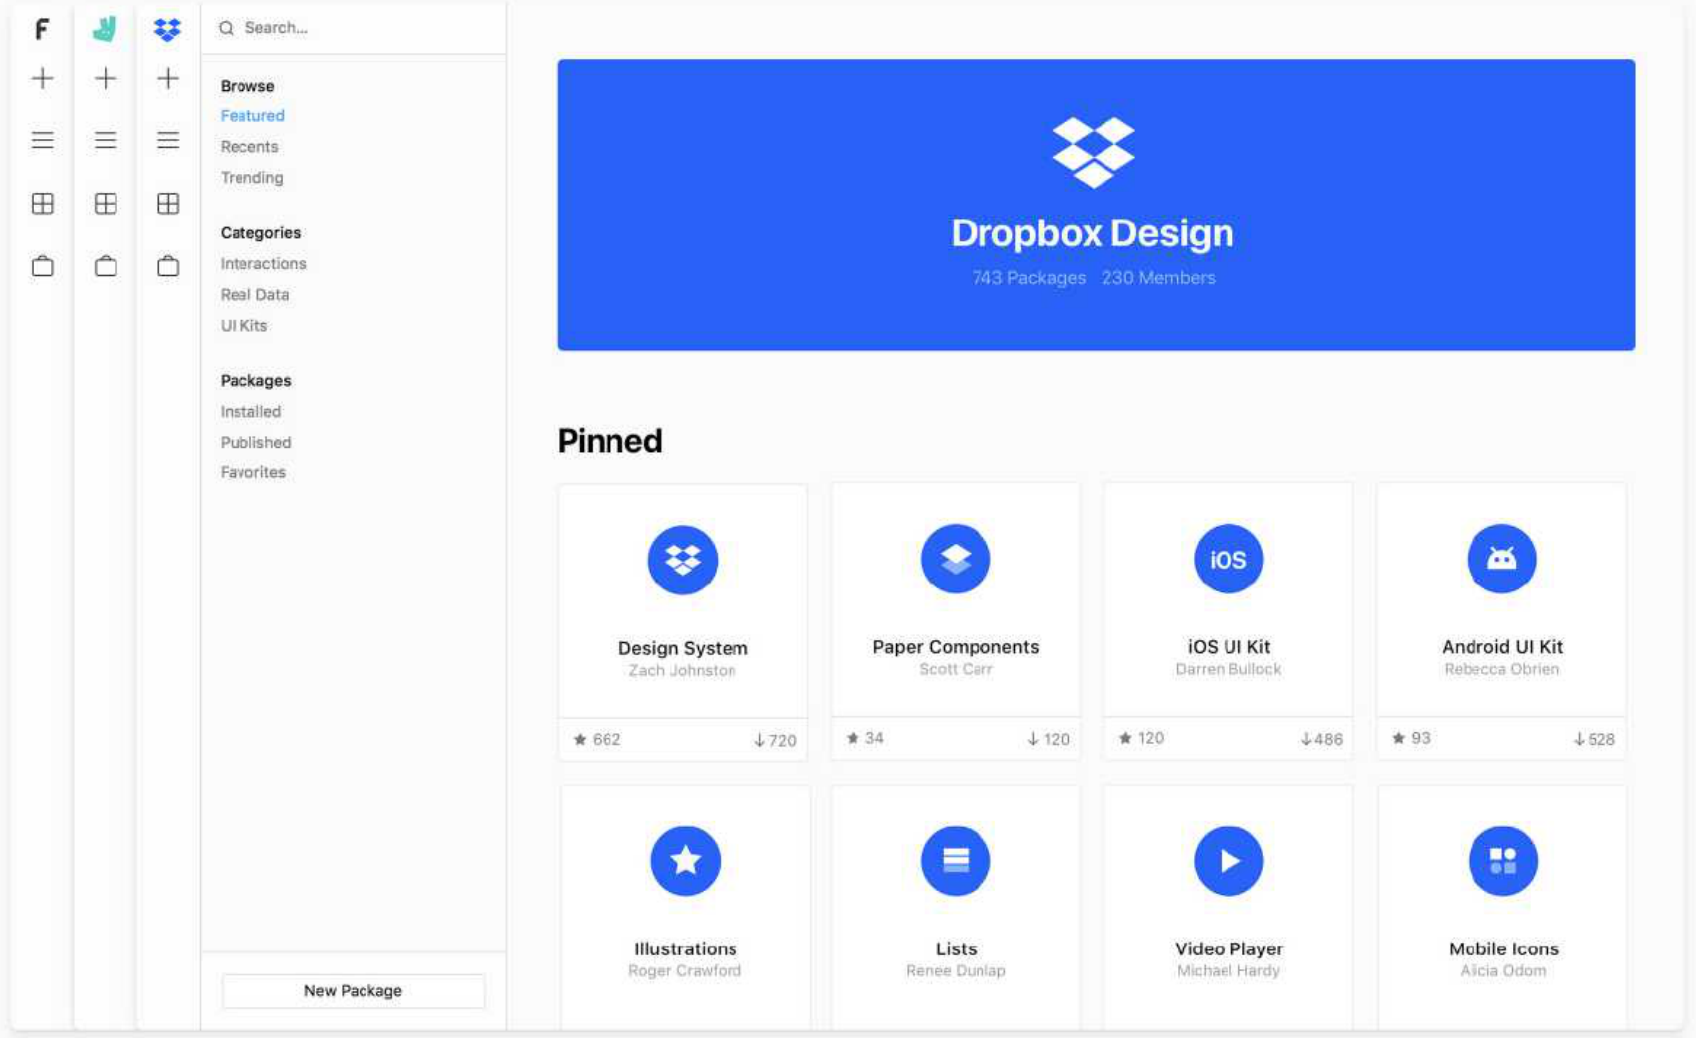 F
Search...
Browse
Featured
Recents
Trending
Categories
Interactions
Real Data
UI Kits
Packages
Installed
Published
Favorites
New Package
Dropbox Design
743 Packages 230 Members
Pinned
iOS
Design System
Zach Johnston
662 720
Paper Components
Scott Carr
34 120
iOS UI Kit
Darren Bullock
120 486
Android UI Kit
Rebecca Obrien
93 528
Illustrations
Roger Crawford
Lists
Renee Dunlap
Video Player
Michael Hardy
Mobile Icons
Alicia Odom